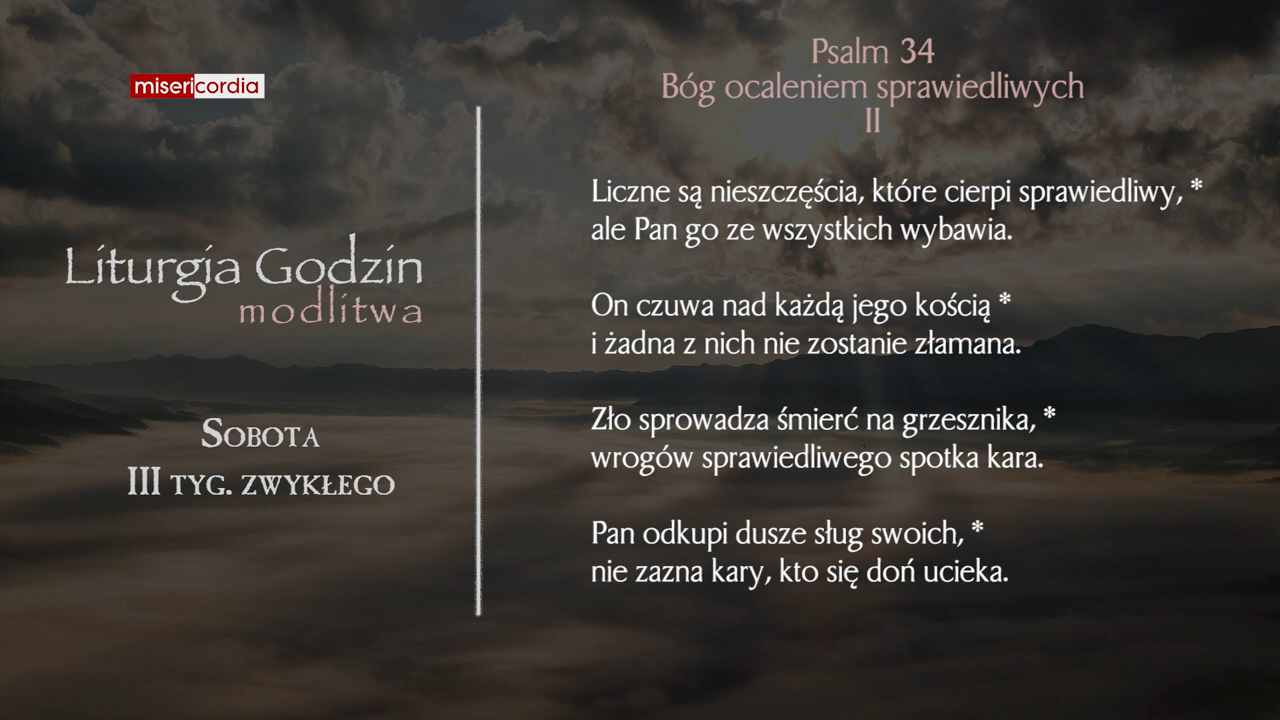 misericordia
Liturgia Godzin
modlitwa
Sobota
III tyg. zwykłego
Psalm 34
Bóg ocaleniem sprawiedliwych
II
Liczne są nieszczęścia, które cierpi sprawiedliwy, *
ale Pan go ze wszystkich wybawia.
On czuwa nad każdą jego kością *
i żadna z nich nie zostanie złamana.
Zło sprowadza śmierć na grzesznika, *
wrogów sprawiedliwego spotka kara.
Pan odkupi dusze sług swoich, *
nie zazna kary, kto się doń ucieka.